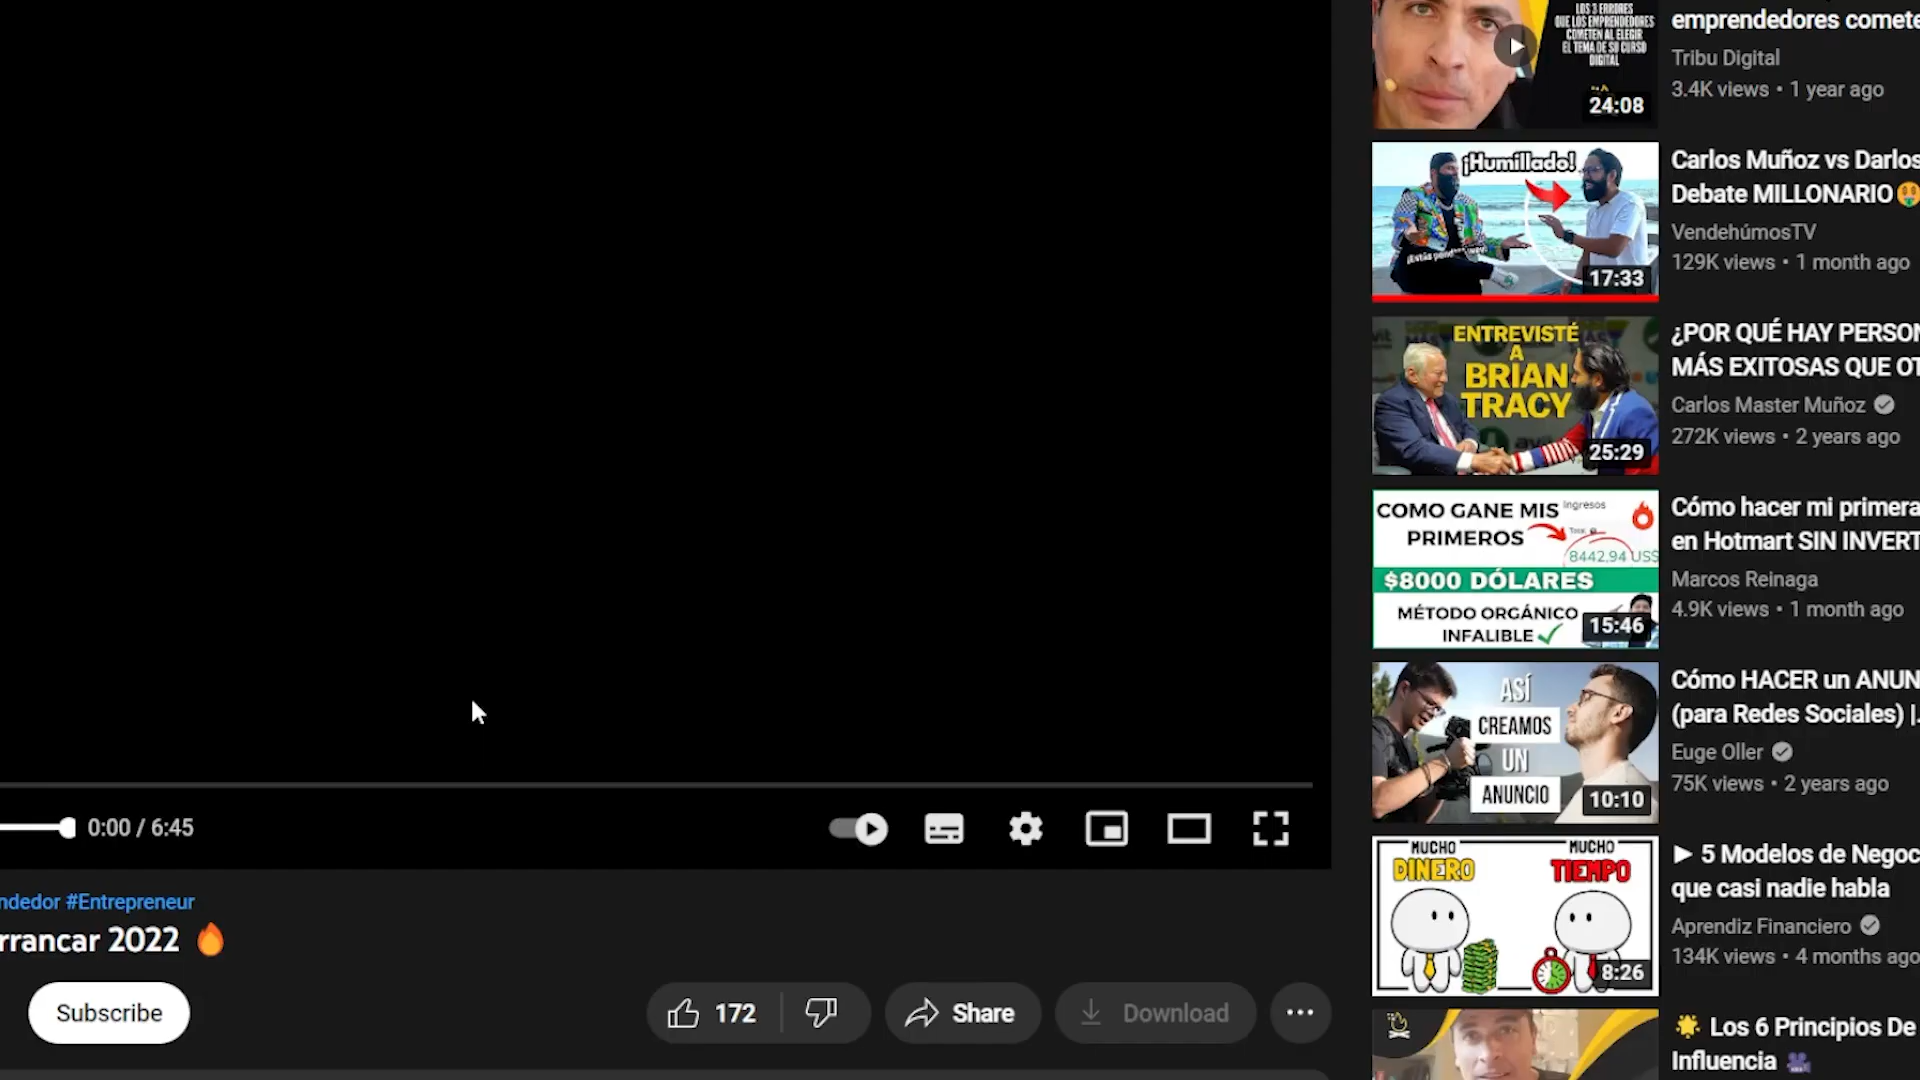 0:00 / 6:45
ndedor #Entrepreneur
rrancar 2022
Subscribe
172
Share
Download
LOS 3 ERRORES
QUE LOS EMPRENDEDORES
COMETEN AL ELEGIR
EL TEMA DE SU CURSO
DIGITAL
24:08
emprendedores comete
Tribu Digital
3.4K views • 1 year ago
¡Humillado!
17:33
Carlos Muñoz vs Darlos
Debate MILLONARIO
VendehúmosTV
129K views • 1 month ago
ENTREVISTÉ
A
BRIAN
TRACY
25:29
¿POR QUÉ HAY PERSON
MÁS EXITOSAS QUE OT
Carlos Master Muñoz
272K views • 2 years ago
COMO GANE MIS
PRIMEROS
Ingresos
8442,94 US$
$8000 DÓLARES
MÉTODO ORGÁNICO
INFALIBLE
15:46
Cómo hacer mi primera
en Hotmart SIN INVERT
Marcos Reinaga
4.9K views • 1 month ago
ASÍ
CREAMOS
UN
ANUNCIO
10:10
Cómo HACER un ANUN
(para Redes Sociales) |.
Euge Oller
75K views • 2 years ago
MUCHO
DINERO
MUCHO
TIEMPO
8:26
► 5 Modelos de Negoc
que casi nadie habla
Aprendiz Financiero
134K views • 4 months ago
Los 6 Principios De
Influencia